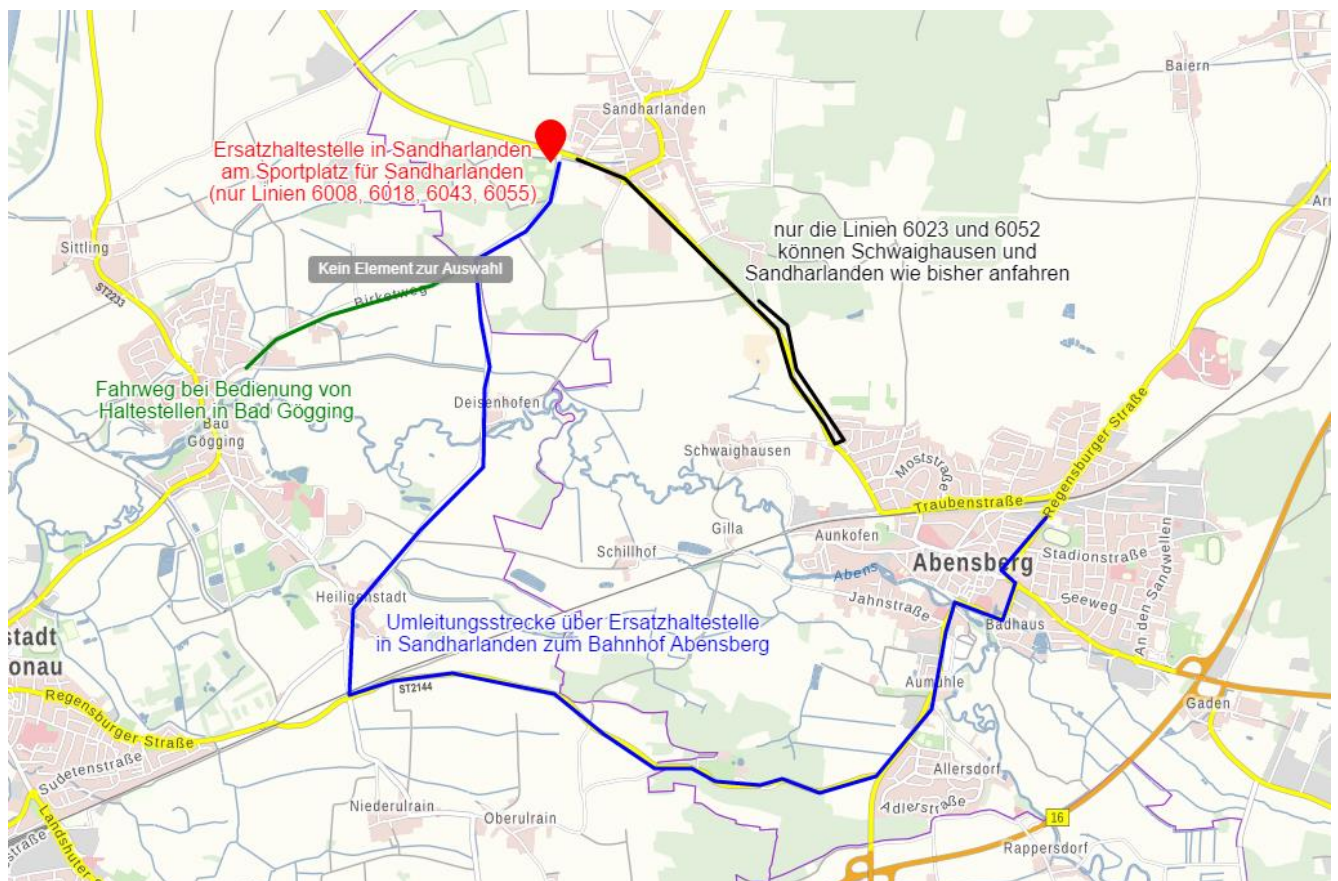 Baiern
Sandharlanden
Ersatzhaltestelle in Sandharlanden
am Sportplatz für Sandharlanden
(nur Linien 6008, 6018, 6043, 6055)
Sittling
nur die Linien 6023 und 6052
können Schwaighausen und
Sandharlanden wie bisher anfahren
Kein Element zur Auswahl
ST2233
Birketweg
Fahrweg bei Bedienung von
Haltestellen in Bad Gögging
Bad
Gögging
Deisenhofen
Regensburger Straße
Schwaighausen
Moststraße
Traubenstraße
Gilla
Aunkofen
Schillhof
Stadionstraße
Abensberg
Abens
An den Sandwellen
Heiligenstadt
Jahnstraße
Seeweg
Badhaus
Umleitungsstrecke über Ersatzhaltestelle
in Sandharlanden zum Bahnhof Abensberg
stadt
onau
ST2144
Aumühle
Regensburger Straße
Gaden
Sudetenstraße
Allersdorf
Adlerstraße
Niederulrain
Oberulrain
16
Landshuter
Rappersdorf